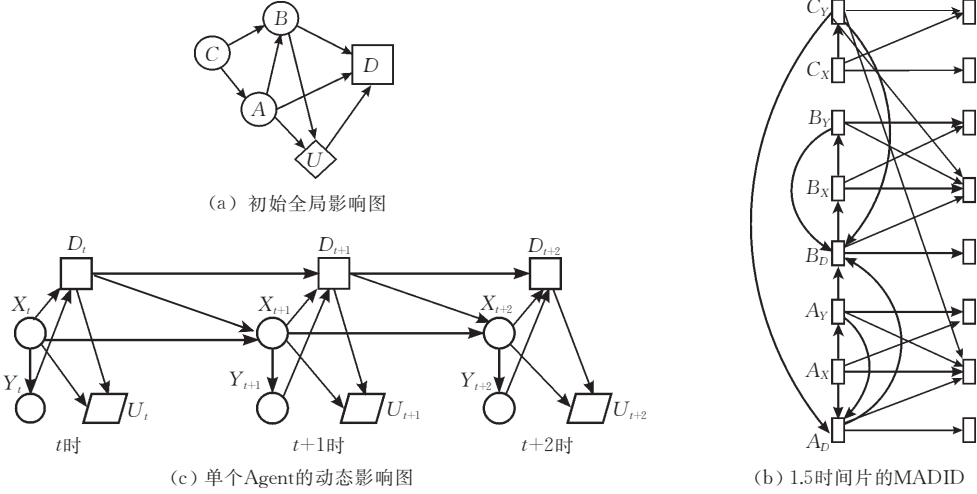 B
C
D
A
U
(a) 初始全局影响图
D_t
D_{t+1}
D_{t+2}
X_t
X_{t+1}
X_{t+2}
Y_t
Y_{t+1}
Y_{t+2}
U_t
U_{t+1}
U_{t+2}
t时
t+1时
t+2时
(c) 单个Agent的动态影响图
C_Y
C_X
B_Y
B_X
B_D
A_Y
A_X
A_D
(b) 1.5时间片的MADID